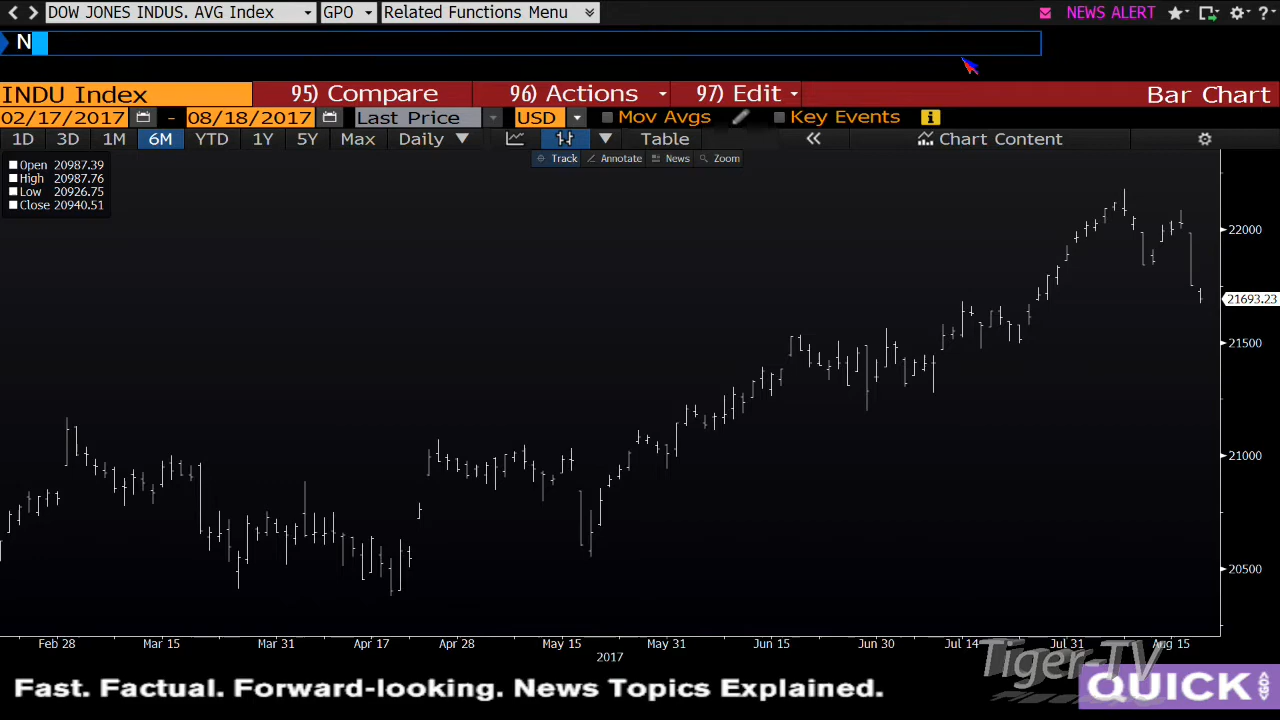 DOW JONES INDUS. AVG Index GPO Related Functions Menu NEWS ALERT ?
N
INDU Index 95) Compare 96) Actions 97) Edit Bar Chart
02/17/2017 - 08/18/2017 Last Price USD Mov Avgs Key Events
1D 3D 1M 6M YTD 1Y 5Y Max Daily Table « Chart Content
Track Annotate News Zoom
Open 20987.39
High 20987.76
Low 20926.75
Close 20940.51
22000
21693.23
21500
21000
20500
Feb 28 Mar 15 Mar 31 Apr 17 Apr 28 May 15 May 31 Jun 15 Jun 30 Jul 14 Jul 31 Aug 15
2017
Tiger-TV
Fast. Factual. Forward-looking. News Topics Explained. QUICK